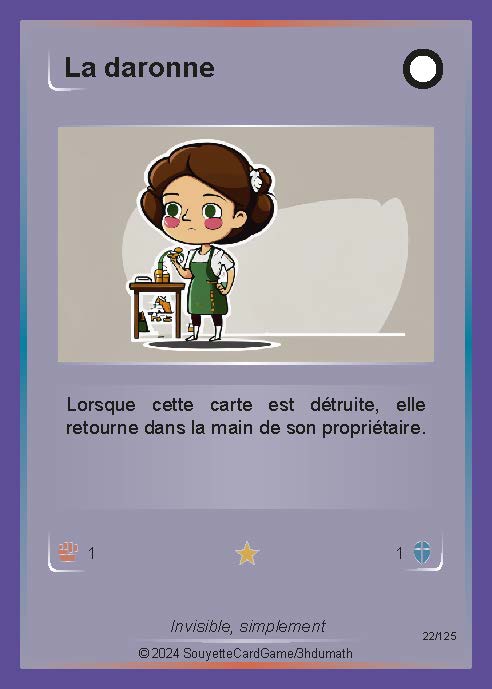 La daronne
Lorsque cette carte est détruite, elle
retourne dans la main de son propriétaire.
1
1
Invisible, simplement
22/125
© 2024 SouyetteCardGame/3hdumath